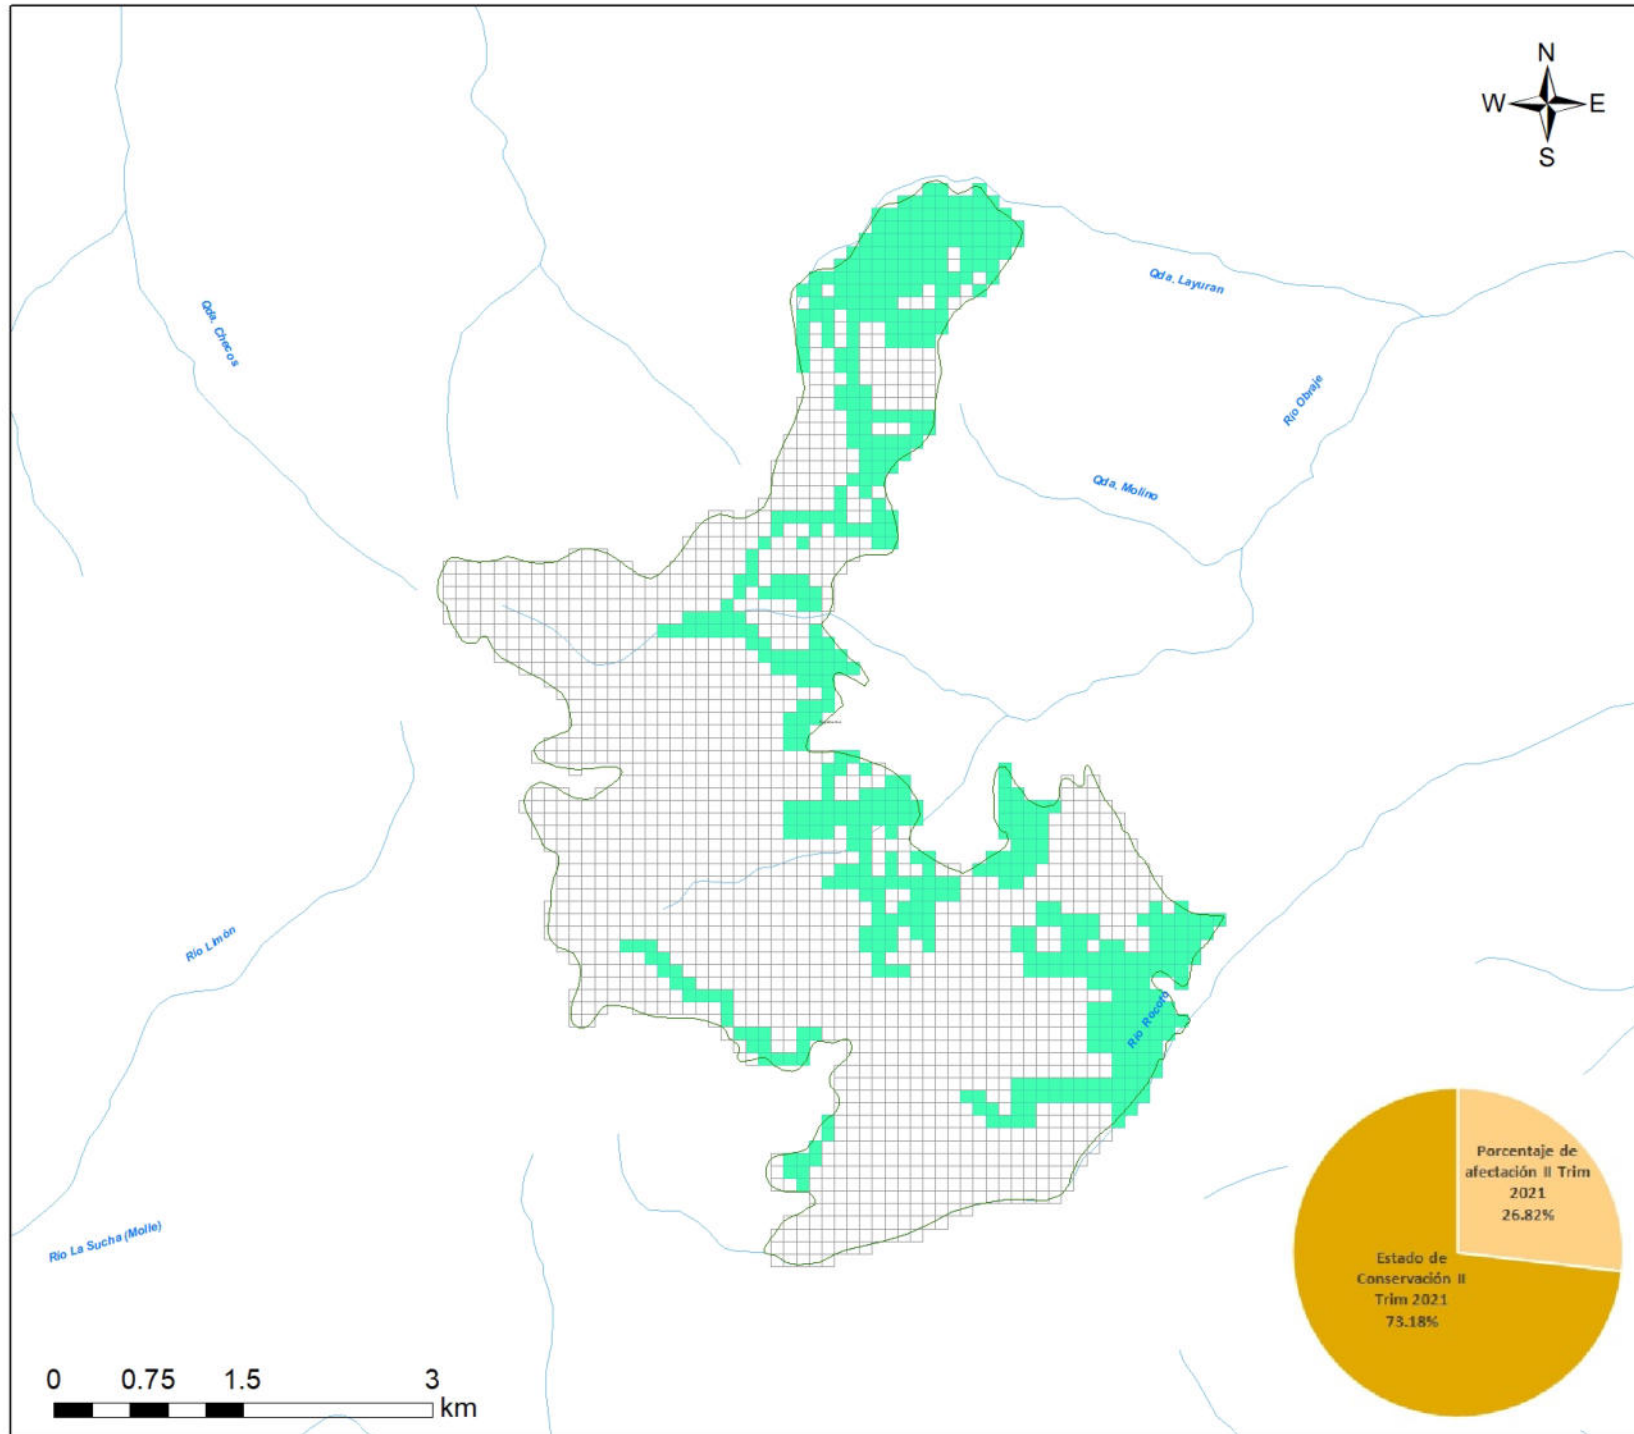 N
W E
S
Qda. Layuran
Qda. Checos
Río Obraje
Qda. Molino
Río Limón
Río Rocoto
Río La Sucha (Molle)
Porcentaje de
afectación II Trim
2021
26.82%
Estado de
Conservación II
Trim 2021
73.18%
0 0.75 1.5 3
km